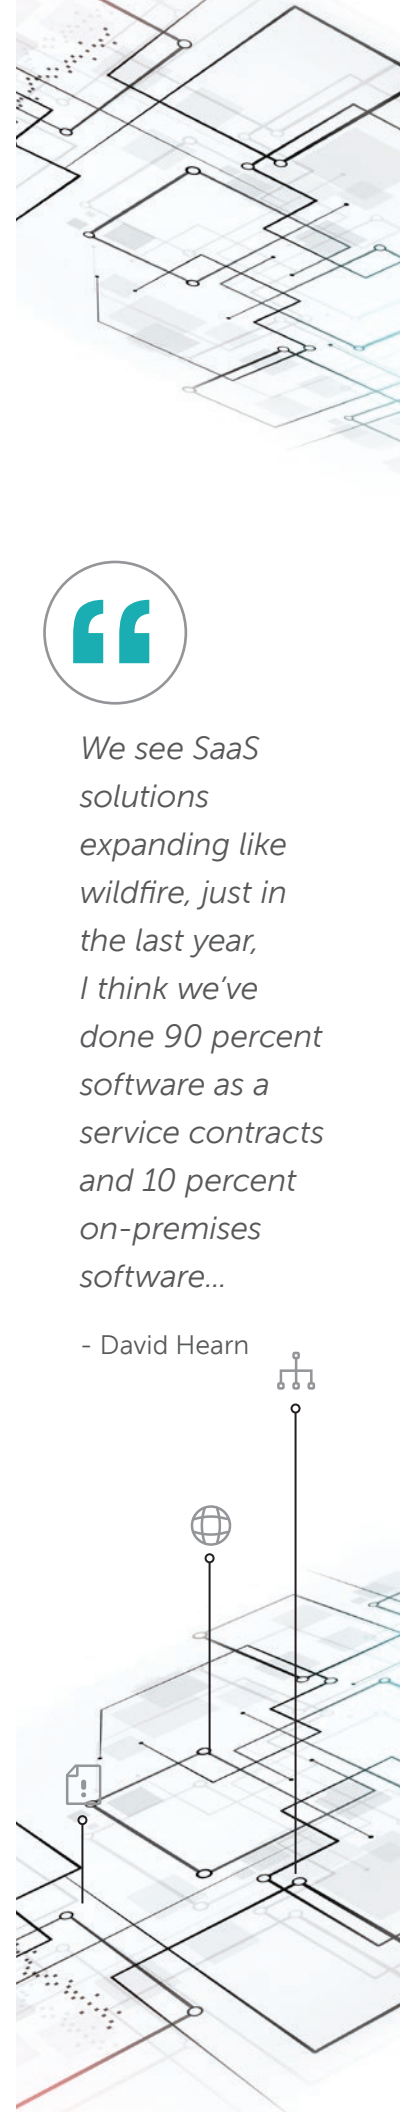 “
We see SaaS
solutions
expanding like
wildfire, just in
the last year,
I think we’ve
done 90 percent
software as a
service contracts
and 10 percent
on-premises
software...
- David Hearn